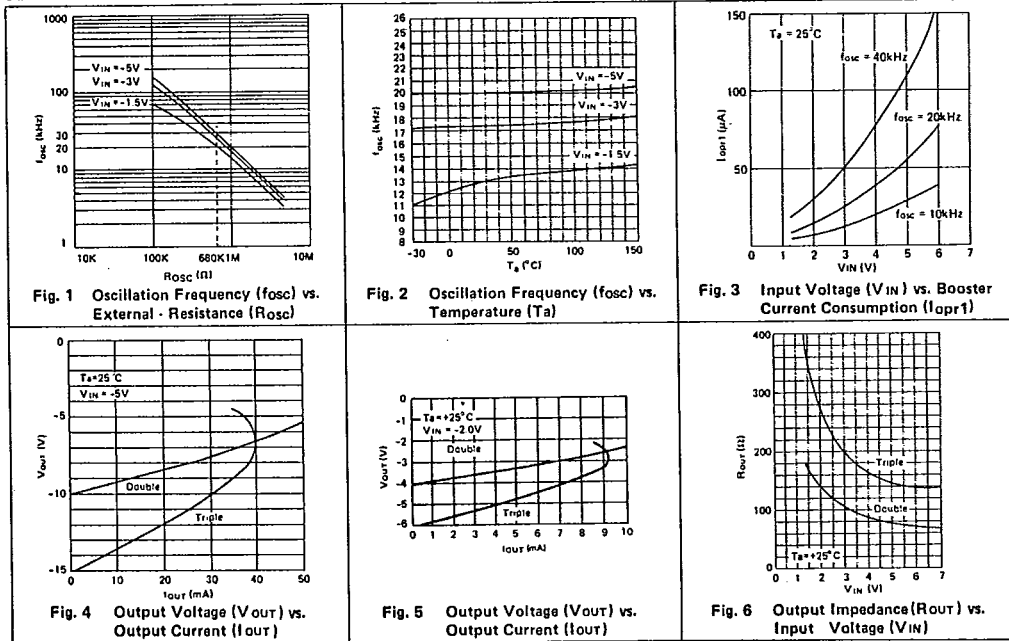 1000
100
30
20
10
1
fosc (kHz)
VIN = -5V
VIN = -3V
VIN = -1.5V
10K 100K 680K 1M 10M
ROSC (Ω)
Fig. 1 Oscillation Frequency (fosc) vs.
External - Resistance (Rosc)
26
25
24
23
22
21
20
19
18
17
16
15
14
13
12
11
10
9
8
fosc (kHz)
VIN = -5V
VIN = -3V
VIN = -1.5V
-30 0 50 100 150
Ta (°C)
Fig. 2 Oscillation Frequency (fosc) vs.
Temperature (Ta)
150
100
50
Iopr1 (μA)
Ta = 25°C
fosc = 40kHz
fosc = 20kHz
fosc = 10kHz
1 2 3 4 5 6 7
VIN (V)
Fig. 3 Input Voltage (VIN) vs. Booster
Current Consumption (Iopr1)
0
-5
-10
-15
VOUT (V)
Ta=25°C
VIN = -5V
Double
Triple
0 10 20 30 40 50
IOUT (mA)
Fig. 4 Output Voltage (VOUT) vs.
Output Current (IOUT)
0
-1
-2
-3
-4
-5
-6
VOUT (V)
Ta=+25°C
VIN = -2.0V
Double
Triple
0 1 2 3 4 5 6 7 8 9 10
IOUT (mA)
Fig. 5 Output Voltage (VOUT) vs.
Output Current (IOUT)
400
300
200
100
0
ROUT (Ω)
Triple
Double
Ta=+25°C
0 1 2 3 4 5 6 7
VIN (V)
Fig. 6 Output Impedance (ROUT) vs.
Input Voltage (VIN)